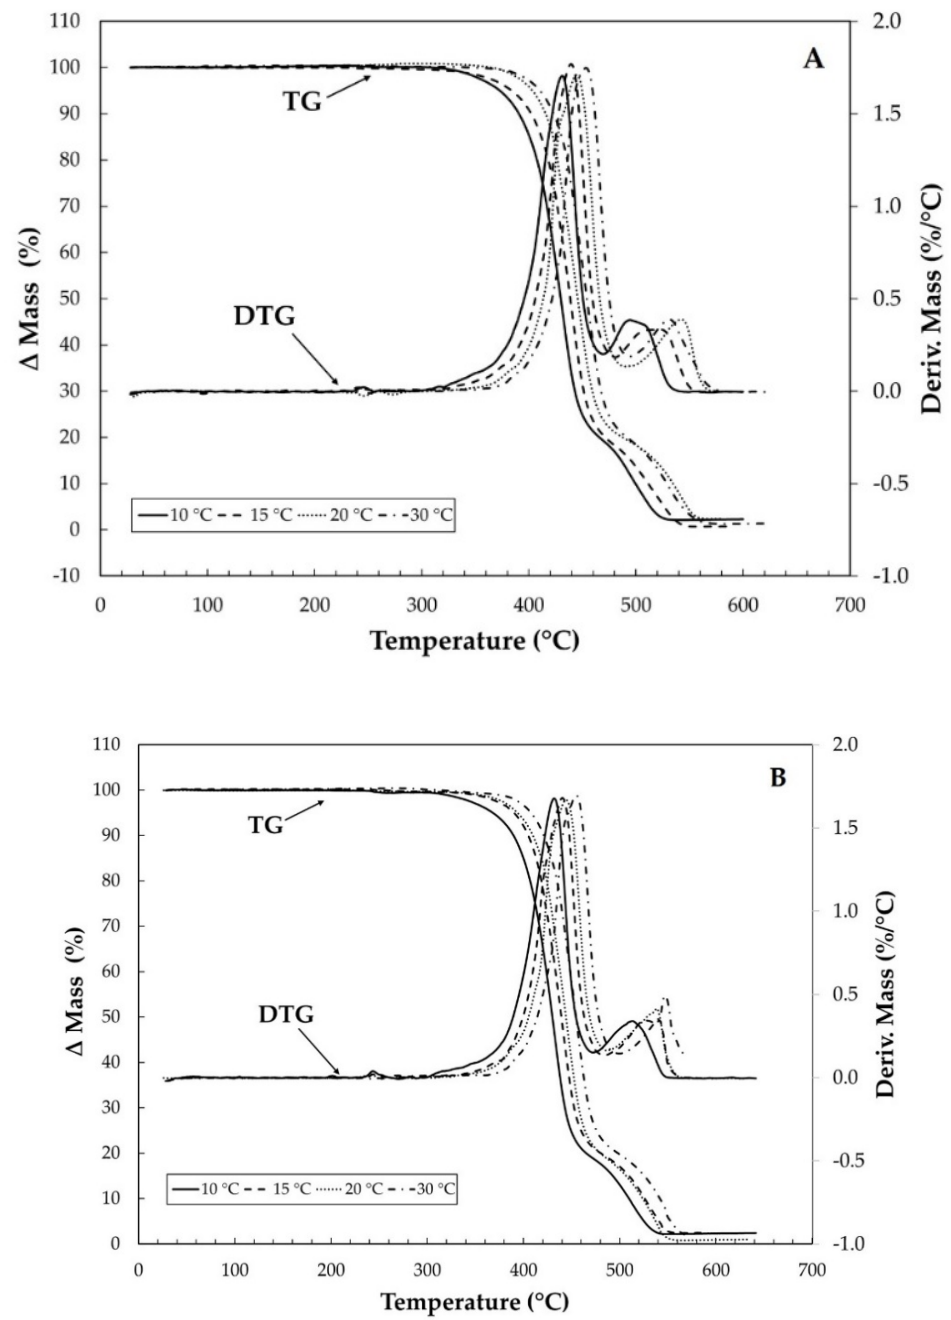 110
2.0
A
100
TG
90
1.5
80
70
1.0
60
Δ Mass (%)
Deriv. Mass (%/°C)
50
0.5
DTG
40
30
0.0
20
10
-0.5
10 °C 15 °C 20 °C 30 °C
0
-10
-1.0
0 100 200 300 400 500 600 700
Temperature (°C)
110
2.0
B
100
TG
90
1.5
80
70
1.0
60
Δ Mass (%)
Deriv. Mass (%/°C)
50
0.5
DTG
40
0.0
30
20
-0.5
10 °C 15 °C 20 °C 30 °C
10
0
-1.0
0 100 200 300 400 500 600 700
Temperature (°C)